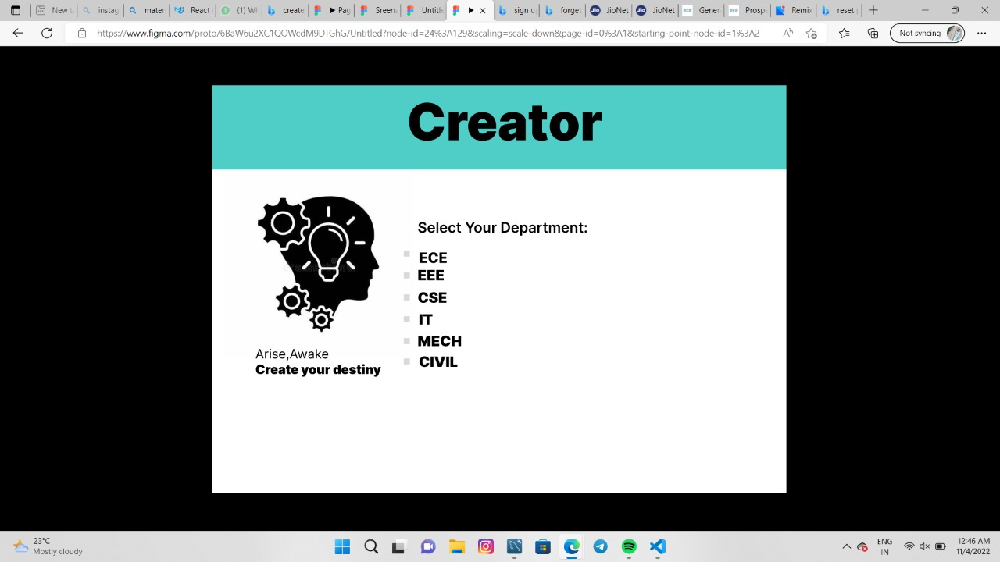 New t
instag
materi
React
(1) W
create
Pag
Scree
Untitle
sign u
forget
Jio
JioNet
Jio
JioNet
Gener
Prospe
Remix
reset p
https://www.figma.com/proto/6BaW6u2XC1QOWcdM9DTGhG/Untitled?node-id=24%3A129&scaling=scale-down&page-id=0%3A1&starting-point-node-id=1%3A2
Not syncing
Creator
Select Your Department:
ECE
EEE
CSE
IT
MECH
CIVIL
Arise,Awake
Create your destiny
23°C
Mostly cloudy
ENG
IN
12:46 AM
11/4/2022